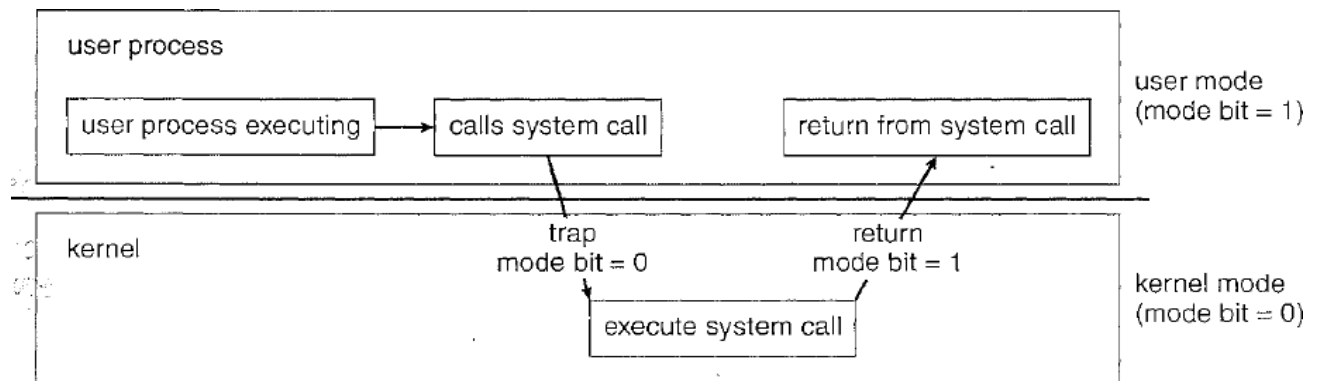 user process
user process executing
calls system call
return from system call
user mode
(mode bit = 1)
kernel
trap
mode bit = 0
return
mode bit = 1
execute system call
kernel mode
(mode bit = 0)